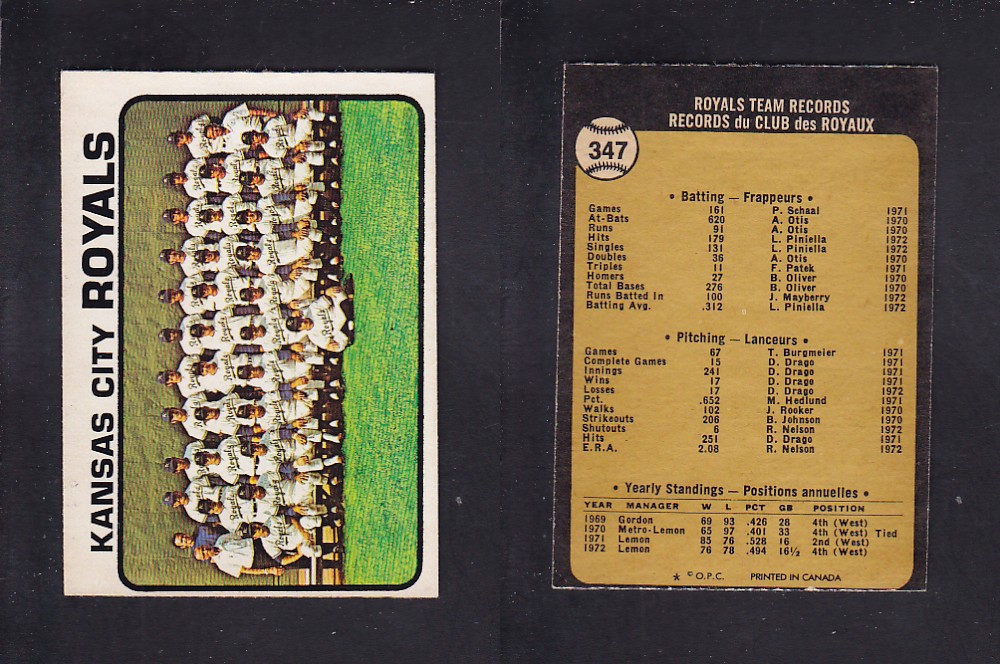 KANSAS CITY ROYALS
ROYALS TEAM RECORDS
RECORDS du CLUB des ROYAUX
347
• Batting — Frappeurs •
Games 161 P. Schaal 1971
At-Bats 620 A. Otis 1970
Runs 91 A. Otis 1970
Hits 179 L. Piniella 1972
Singles 131 L. Piniella 1972
Doubles 36 A. Otis 1970
Triples 11 F. Patek 1971
Homers 27 B. Oliver 1970
Total Bases 276 B. Oliver 1970
Runs Batted In 100 J. Mayberry 1972
Batting Avg. .312 L. Piniella 1972
• Pitching — Lanceurs •
Games 67 T. Burgmeier 1971
Complete Games 15 D. Drago 1971
Innings 241 D. Drago 1971
Wins 17 D. Drago 1971
Losses 17 D. Drago 1972
Pct. .652 M. Hedlund 1971
Walks 102 J. Rooker 1970
Strikeouts 206 B. Johnson 1970
Shutouts 6 R. Nelson 1972
Hits 251 D. Drago 1971
E.R.A. 2.08 R. Nelson 1972
• Yearly Standings — Positions annuelles •
YEAR MANAGER W L PCT GB POSITION
1969 Gordon 69 93 .426 28 4th (West)
1970 Metro-Lemon 65 97 .401 33 4th (West) Tied
1971 Lemon 85 76 .528 16 2nd (West)
1972 Lemon 76 78 .494 16½ 4th (West)
* © O.P.C. PRINTED IN CANADA